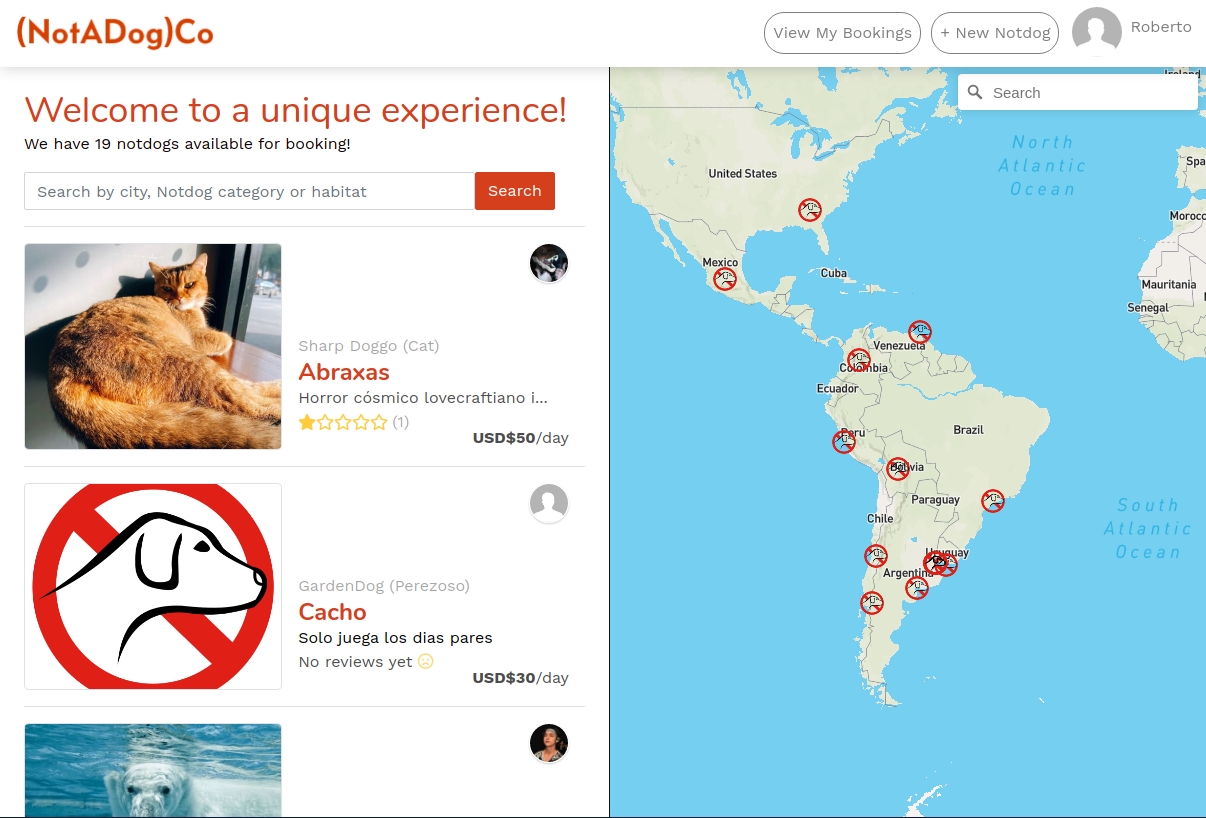 (NotADog)Co
View My Bookings
+ New Notdog
Roberto
Welcome to a unique experience!
We have 19 notdogs available for booking!
Search by city, Notdog category or habitat
Search
Sharp Doggo (Cat)
Abraxas
Horror cósmico lovecraftiano i...
(1)
USD$50/day
GardenDog (Perezoso)
Cacho
Solo juega los dias pares
No reviews yet
USD$30/day
Ireland
Search
North
Atlantic
Ocean
Spa
United States
Morocc
Mexico
Cuba
Mauritania
Senegal
Venezuela
Colombia
Ecuador
Peru
Brazil
Bolivia
Paraguay
Chile
South
Atlantic
Ocean
Uruguay
Argentina